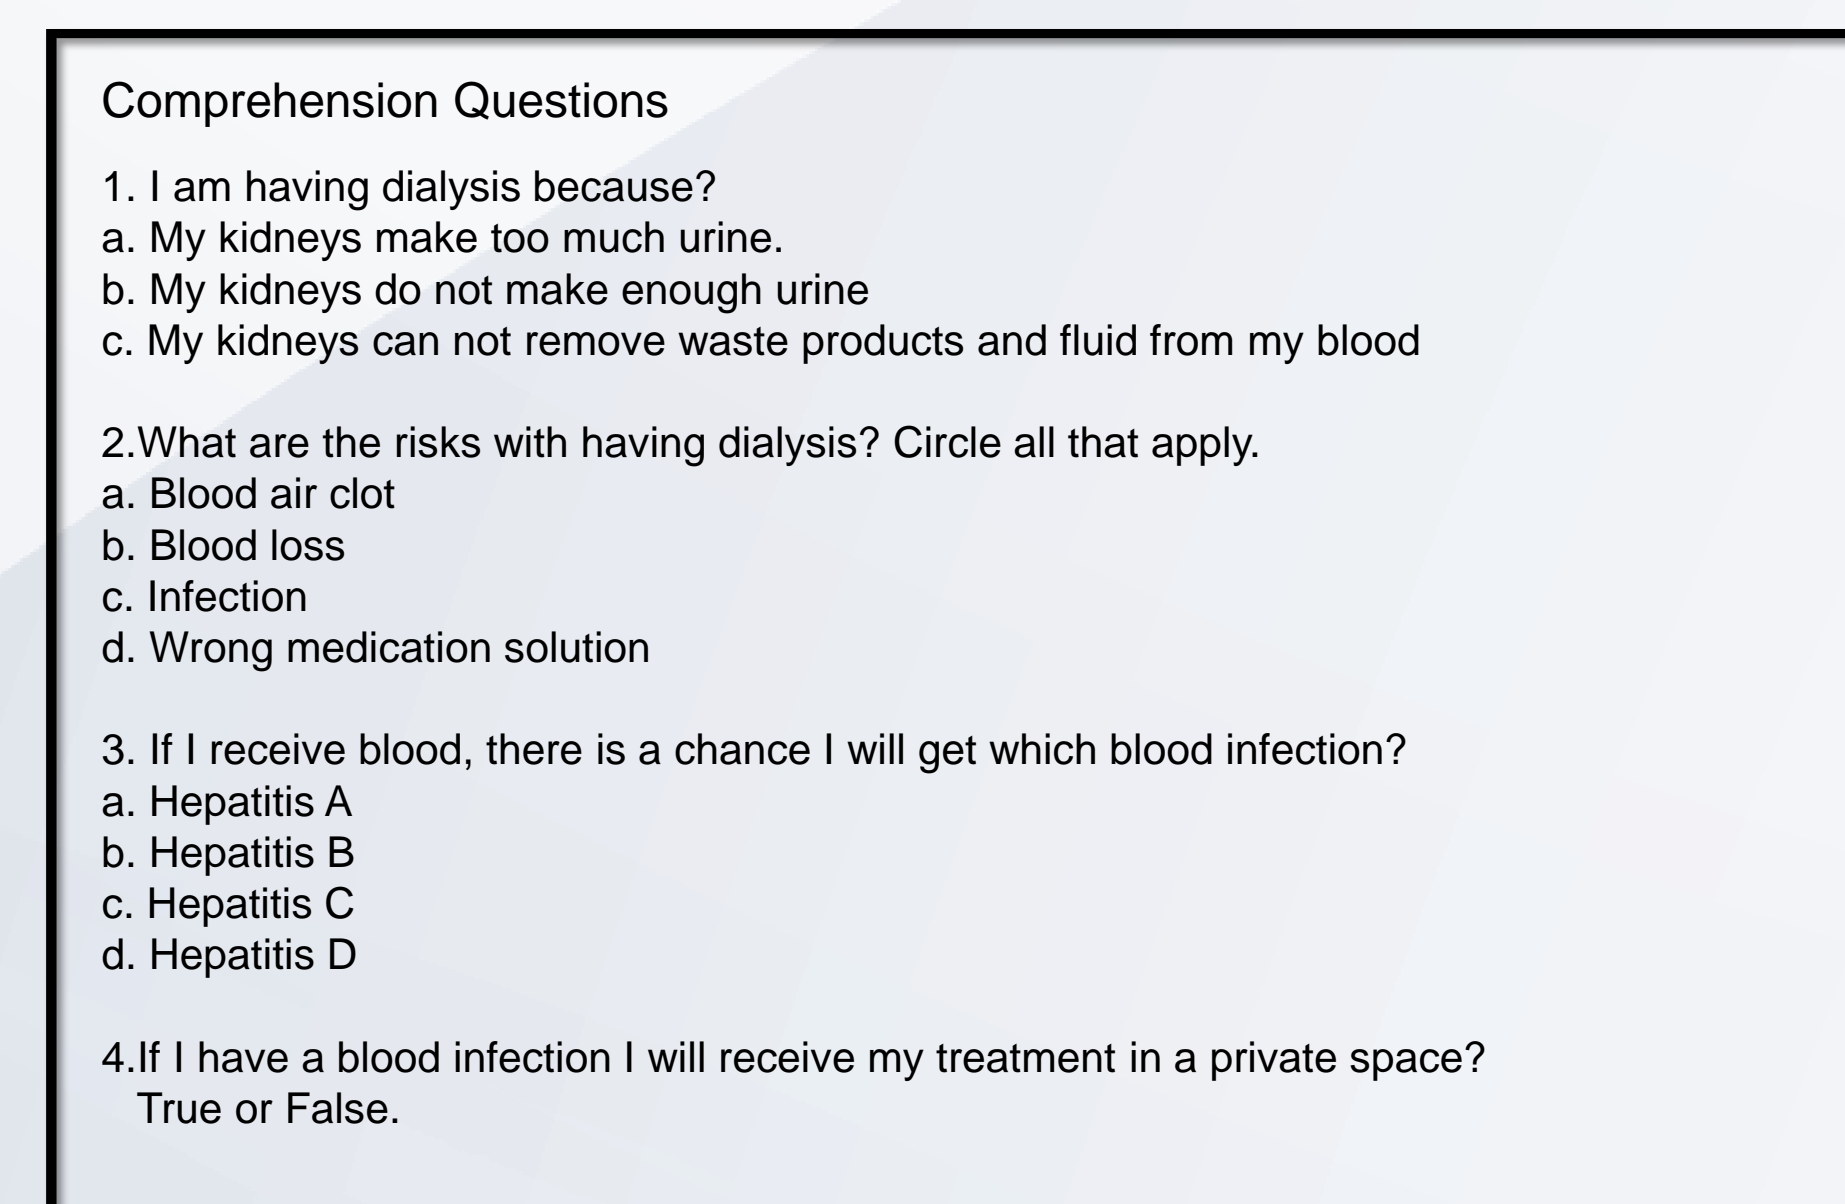 Comprehension Questions
1. I am having dialysis because?
a. My kidneys make too much urine.
b. My kidneys do not make enough urine
c. My kidneys can not remove waste products and fluid from my blood
2.What are the risks with having dialysis? Circle all that apply.
a. Blood air clot
b. Blood loss
c. Infection
d. Wrong medication solution
3. If I receive blood, there is a chance I will get which blood infection?
a. Hepatitis A
b. Hepatitis B
c. Hepatitis C
d. Hepatitis D
4.If I have a blood infection I will receive my treatment in a private space?
True or False.